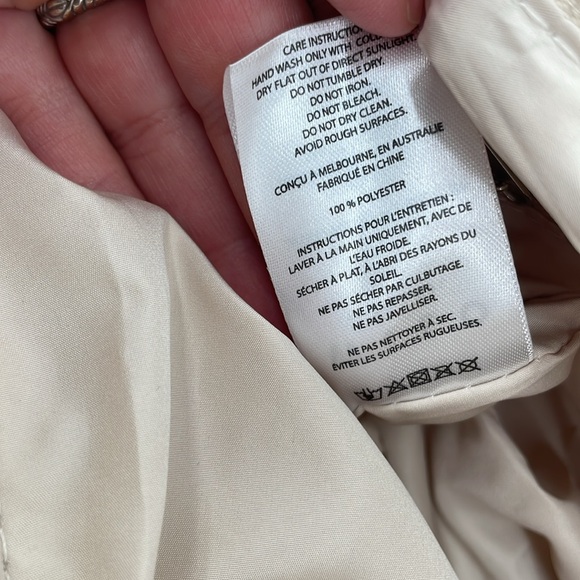 CARE INSTRUCTION
HAND WASH ONLY WITH COLD
DRY FLAT OUT OF DIRECT SUNLIGHT.
DO NOT TUMBLE DRY.
DO NOT IRON.
DO NOT BLEACH.
DO NOT DRY CLEAN.
AVOID ROUGH SURFACES.
CONÇU À MELBOURNE, EN AUSTRALIE
FABRIQUÉ EN CHINE
100 % POLYESTER
INSTRUCTIONS POUR L'ENTRETIEN :
LAVER À LA MAIN UNIQUEMENT, AVEC DE
L'EAU FROIDE.
SÉCHER À PLAT, À L'ABRI DES RAYONS DU
SOLEIL.
NE PAS SÉCHER PAR CULBUTAGE.
NE PAS REPASSER.
NE PAS JAVELLISER.
NE PAS NETTOYER À SEC.
ÉVITER LES SURFACES RUGUEUSES.